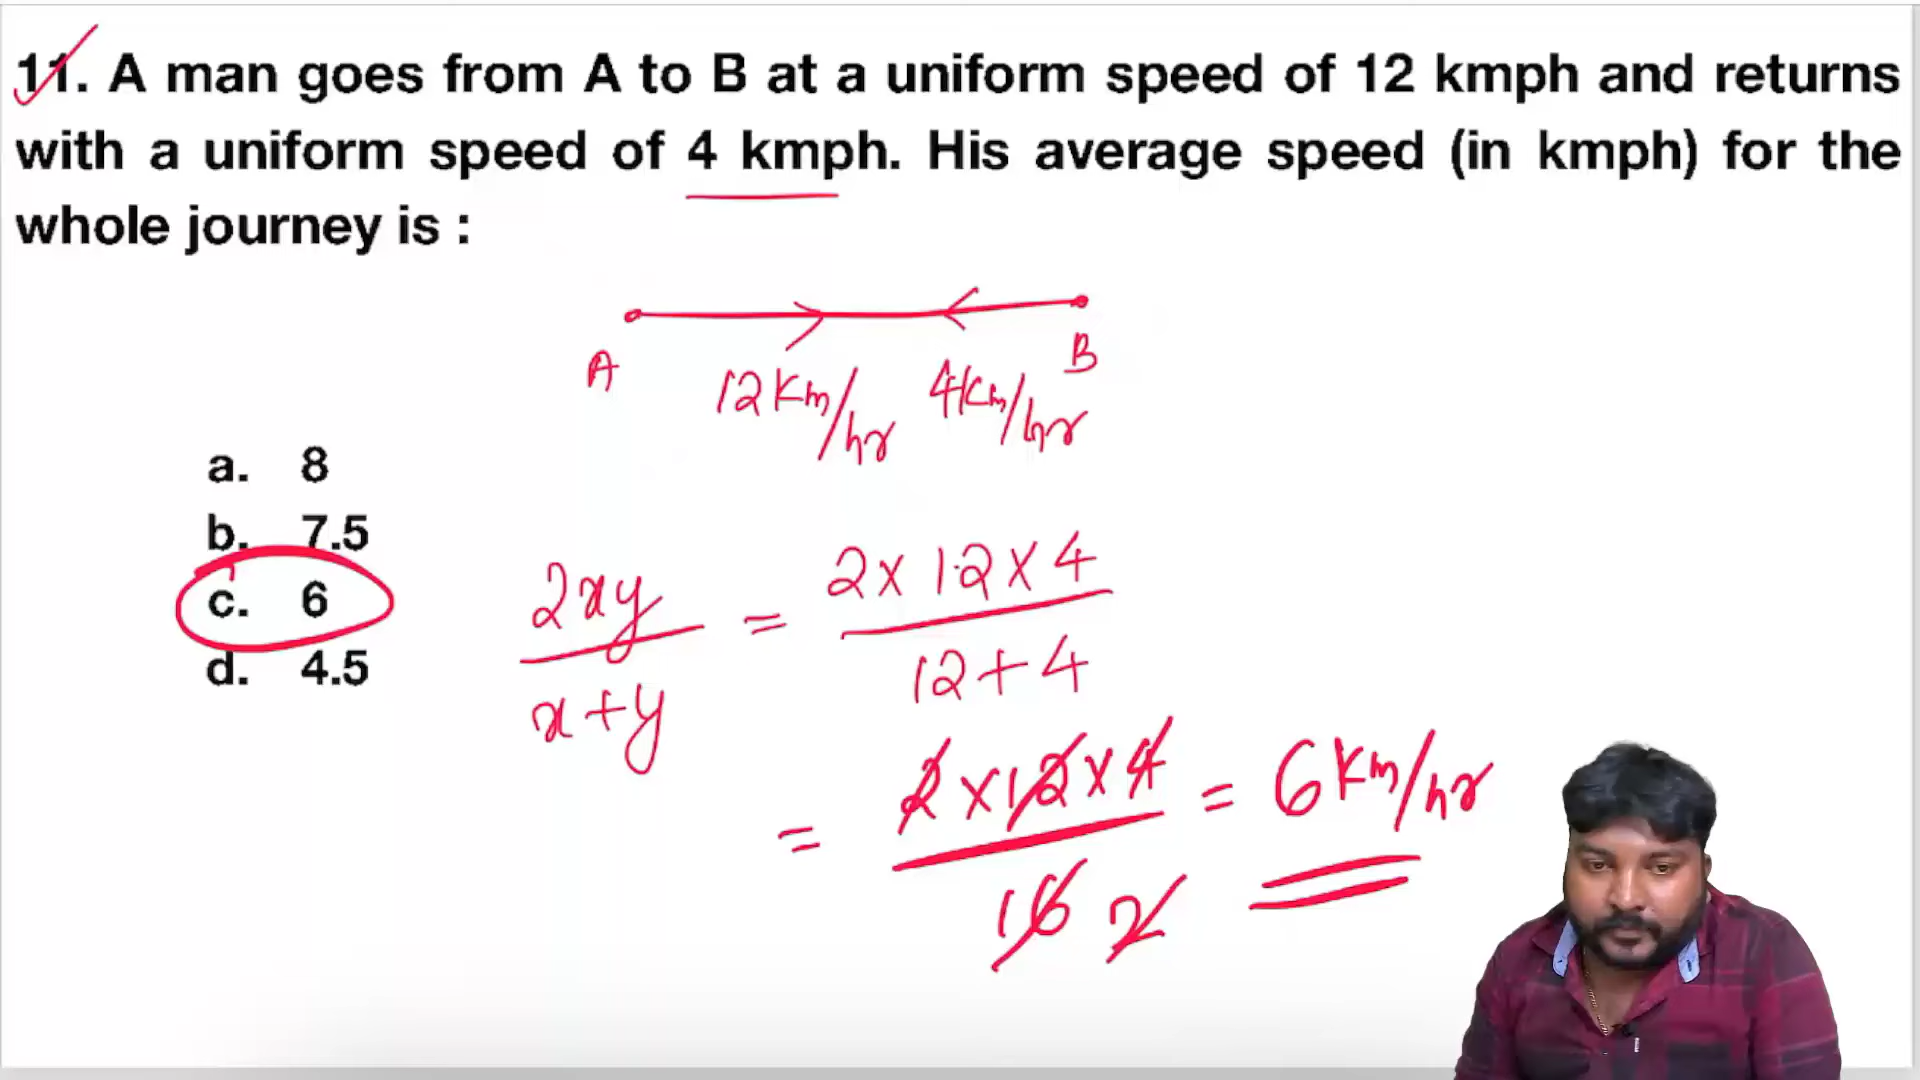 11. A man goes from A to B at a uniform speed of 12 kmph and returns
with a uniform speed of 4 kmph. His average speed (in kmph) for the
whole journey is :
A B
12 Km/hr 4 Km/hr
a. 8
b. 7.5
c. 6
d. 4.5
2xy / x+y = 2 x 12 x 4 / 12 + 4
= 2 x 12 x 4 / 16 2 = 6 Km/hr